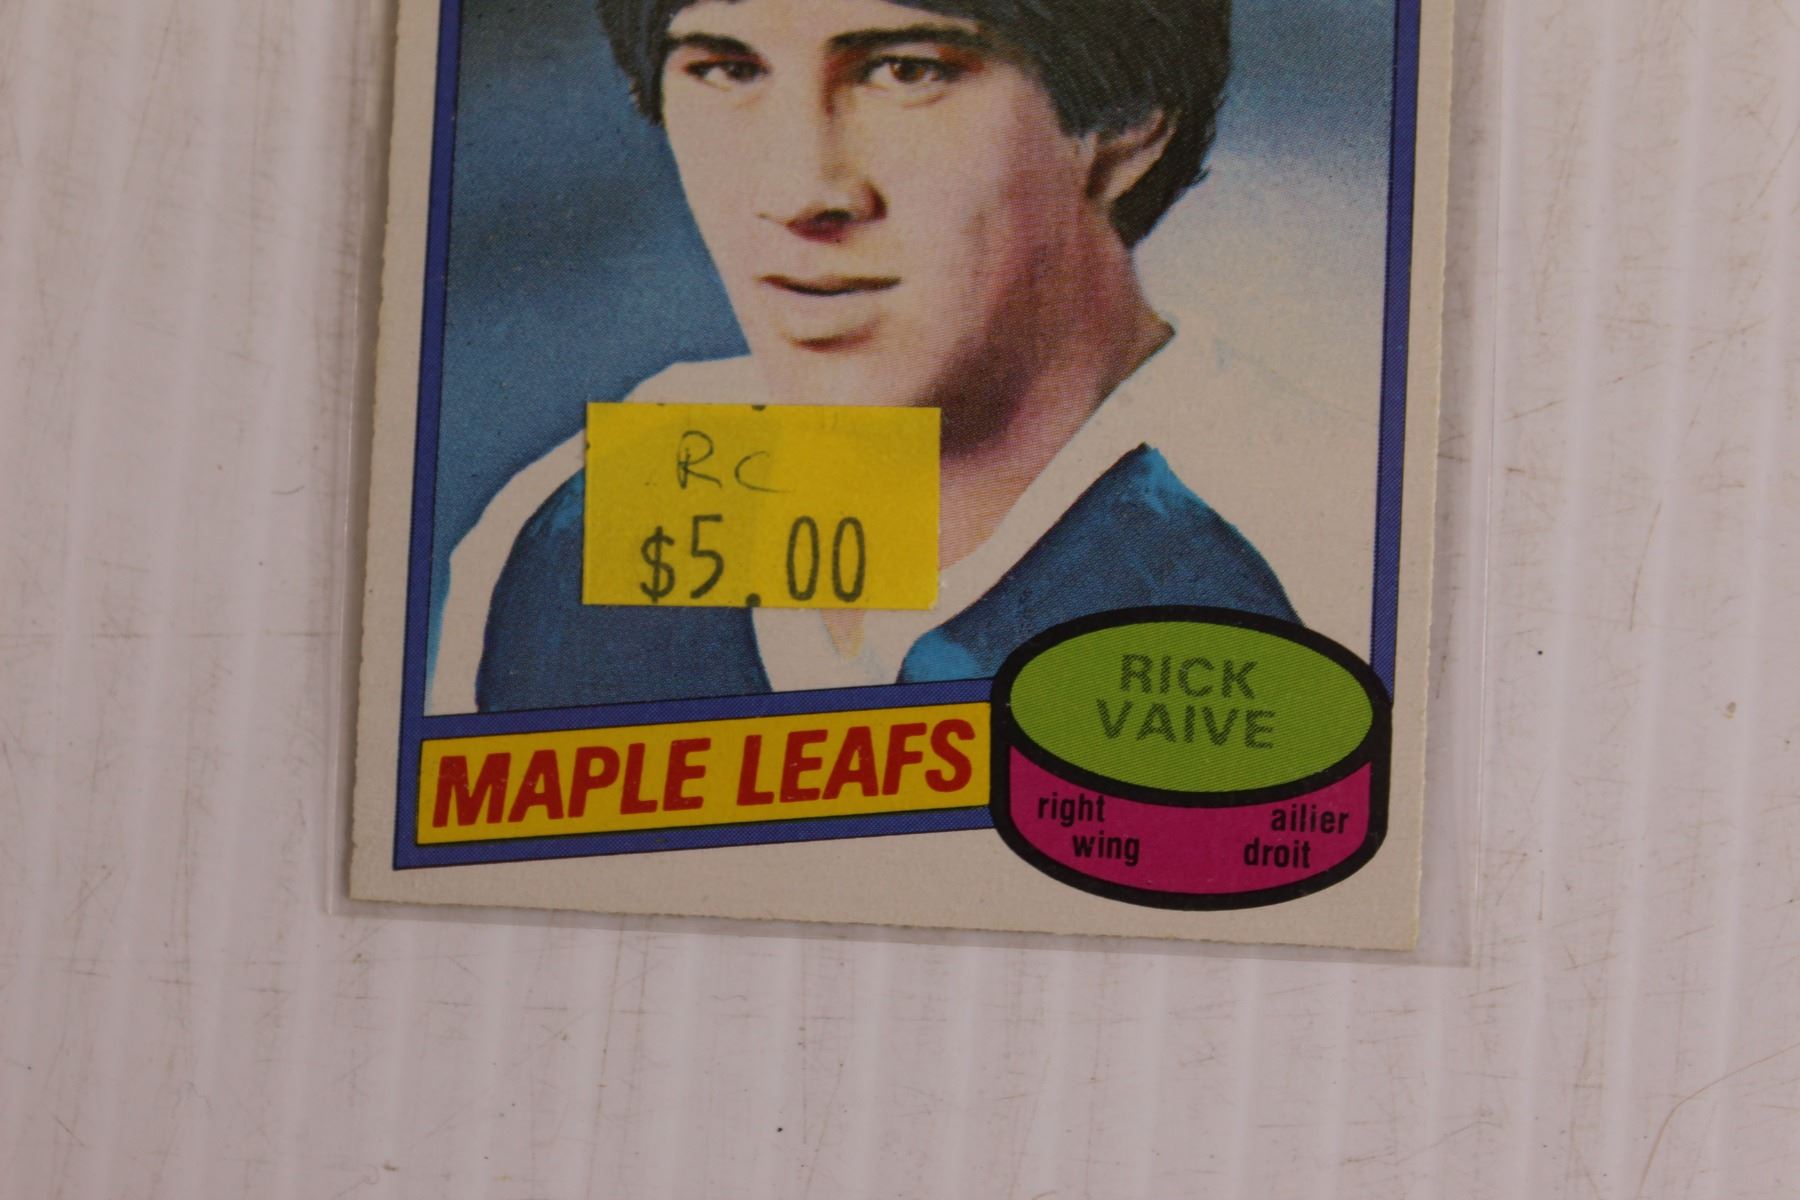 RC
$5.00
RICK
VAIVE
MAPLE LEAFS
right
wing
ailier
droit